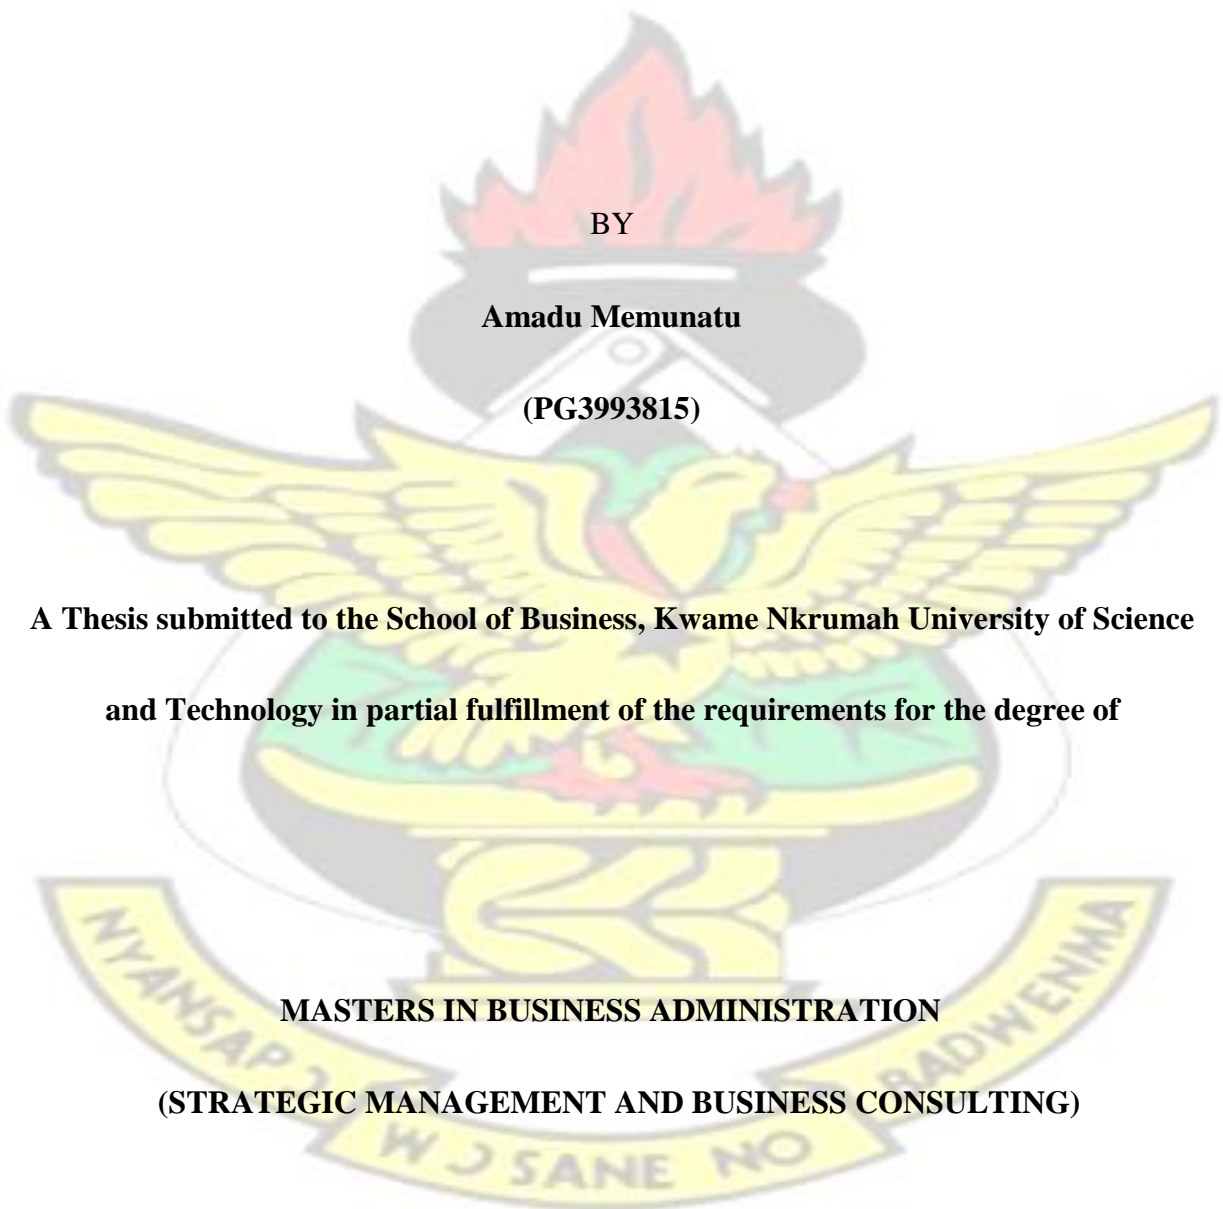 BY
Amadu Memunatu
(PG3993815)
A Thesis submitted to the School of Business, Kwame Nkrumah University of Science
and Technology in partial fulfillment of the requirements for the degree of
MASTERS IN BUSINESS ADMINISTRATION
(STRATEGIC MANAGEMENT AND BUSINESS CONSULTING)
NYANSAPƆ WƆ SANE NO BADWENMA